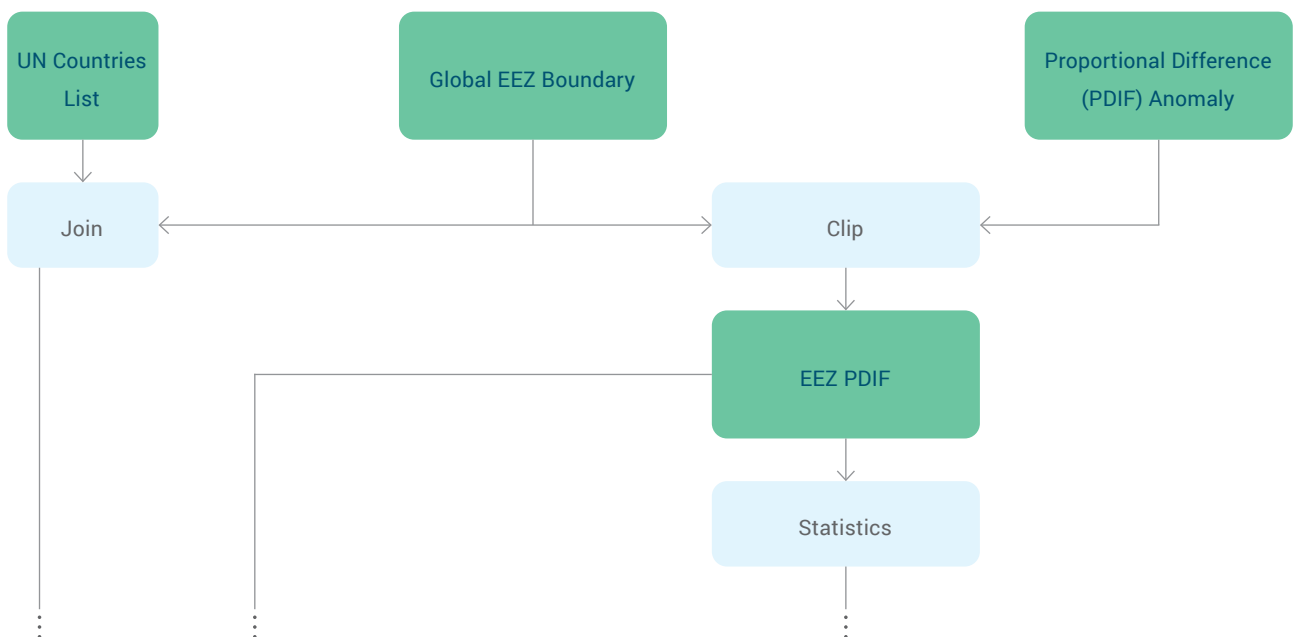 UN Countries
List
Global EEZ Boundary
Proportional Difference
(PDIF) Anomaly
Join
Clip
EEZ PDIF
Statistics